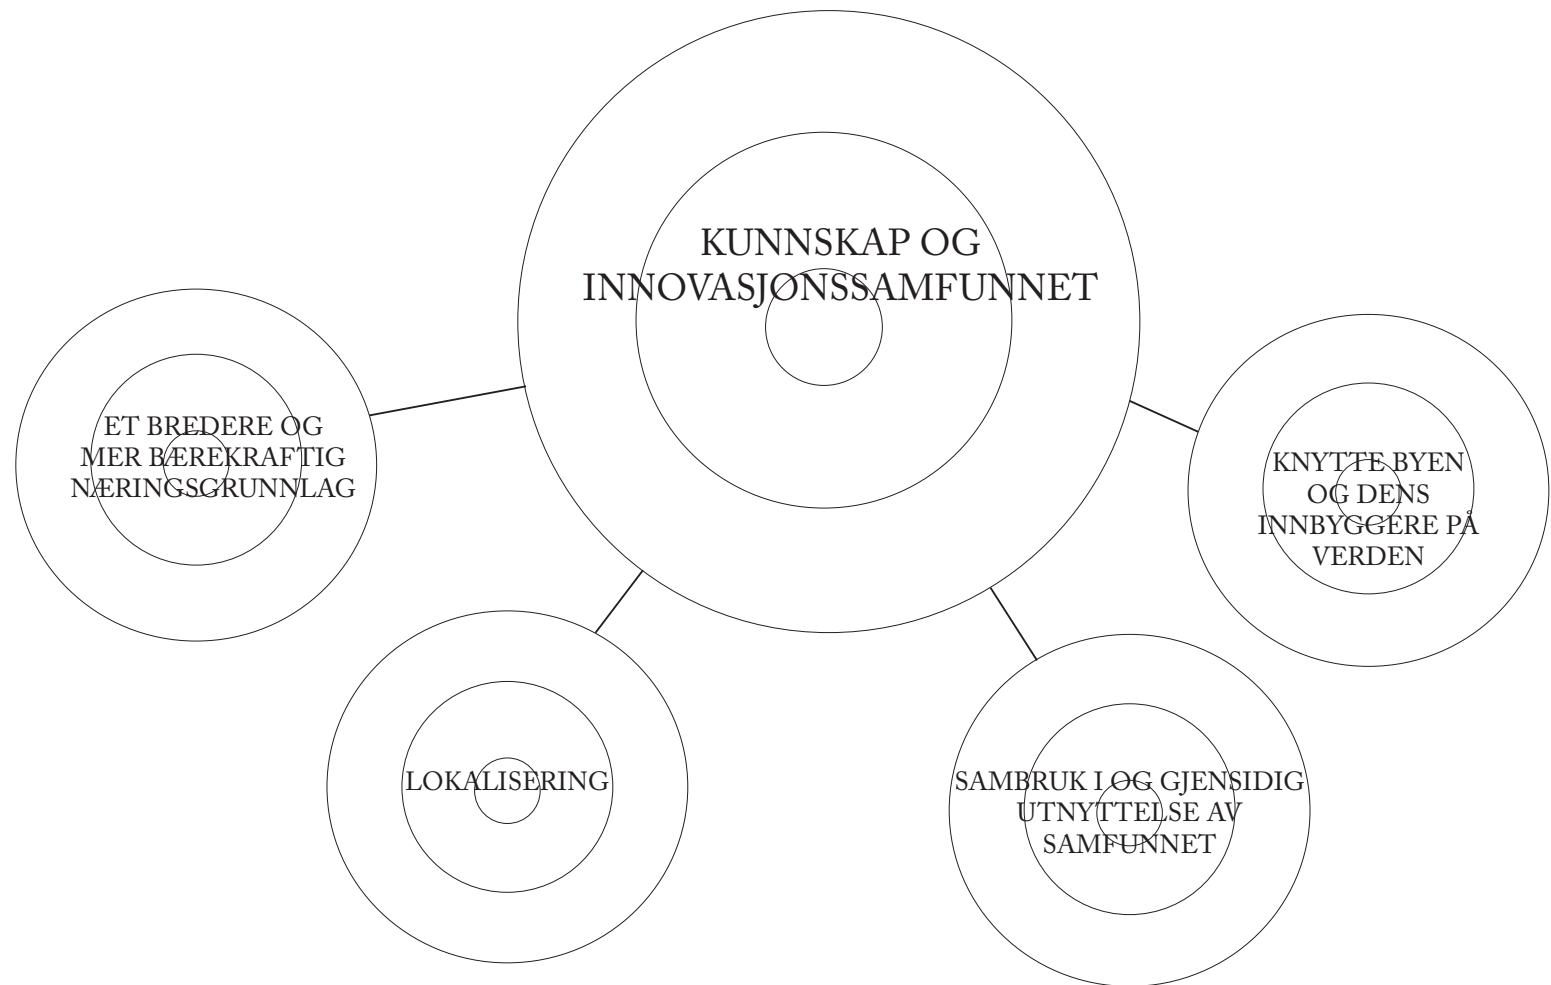 KUNNSKAP OG
INNOVASJONSSAMFUNNET
ET BREDERE OG
MER BÆREKRAFTIG
NÆRINGSGRUNNLAG
KNYTTE BYEN
OG DENS
INNBYGGERE PÅ
VERDEN
LOKALISERING
SAMBRUK I OG GJENSIDIG
UTNYTTELSE AV
SAMFUNNET